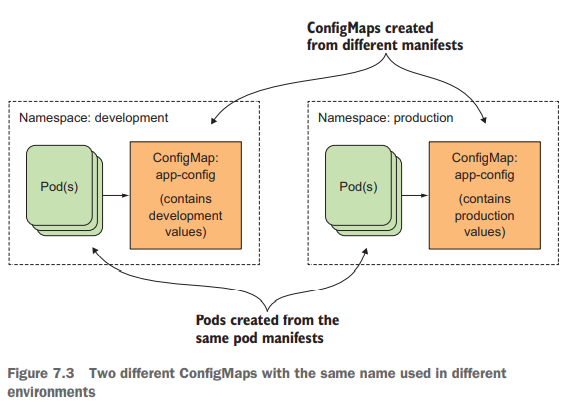 ConfigMaps created
from different manifests
Namespace: development
Pod(s)
ConfigMap:
app-config
(contains
development
values)
Namespace: production
Pod(s)
ConfigMap:
app-config
(contains
production
values)
Pods created from the
same pod manifests
Figure 7.3 Two different ConfigMaps with the same name used in different
environments